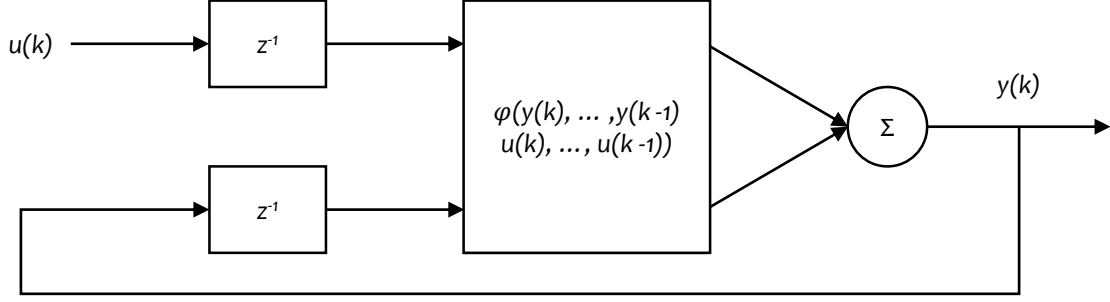 u(k)
z⁻¹
φ(y(k), ... ,y(k -1)
u(k), ..., u(k -1))
Σ
y(k)
z⁻¹